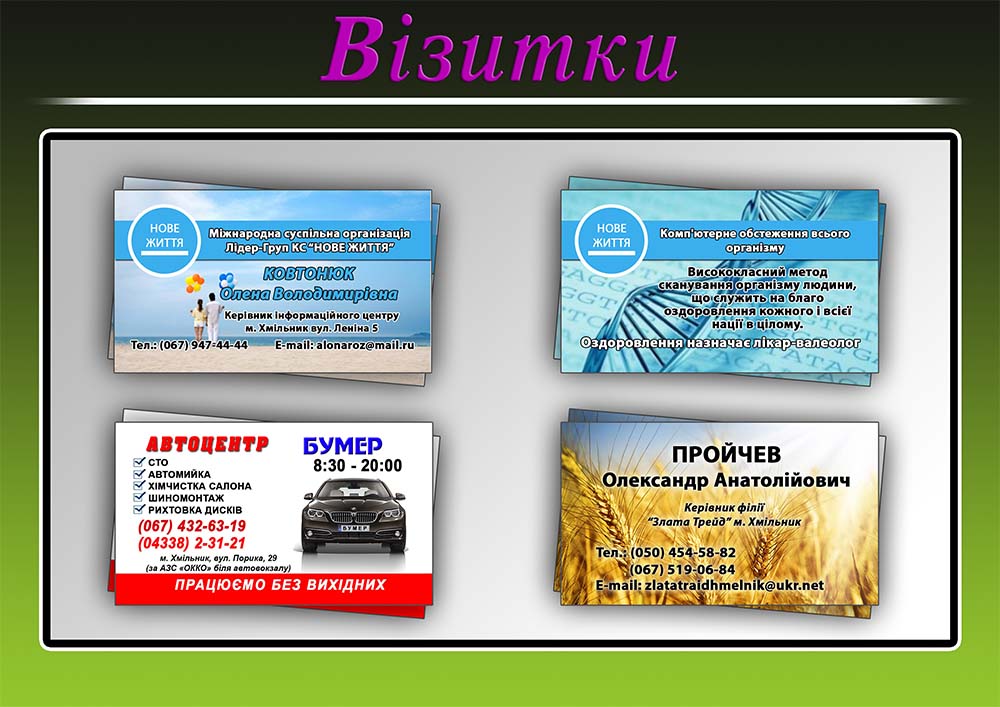 Візитки
НОВЕ
ЖИТТЯ
Міжнародна суспільна організація
Лідер-Груп КС "НОВЕ ЖИТТЯ"
КОВТОНЮК
Олена Володимирівна
Керівник інформаційного центру
м. Хмільник вул. Леніна 5
Тел.: (067) 947-44-44 E-mail: alonaroz@mail.ru
НОВЕ
ЖИТТЯ
Комп'ютерне обстеження всього
організму
Висококласний метод
сканування організму людини,
що служить на благо
оздоровлення кожного і всієї
нації в цілому.
Оздоровлення назначає лікар-валеолог
АВТОЦЕНТР БУМЕР
8:30 - 20:00
СТО
АВТОМИЙКА
ХІМЧИСТКА САЛОНА
ШИНОМОНТАЖ
РИХТОВКА ДИСКІВ
БУМЕР
(067) 432-63-19
(04338) 2-31-21
м. Хмільник, вул. Порика, 29
(за АЗС «ОККО» біля автовокзалу)
ПРАЦЮЄМО БЕЗ ВИХІДНИХ
ПРОЙЧЕВ
Олександр Анатолійович
Керівник філії
"Злата Трейд" м. Хмільник
Тел.: (050) 454-58-82
(067) 519-06-84
E-mail: zlatatraidhmelnik@ukr.net